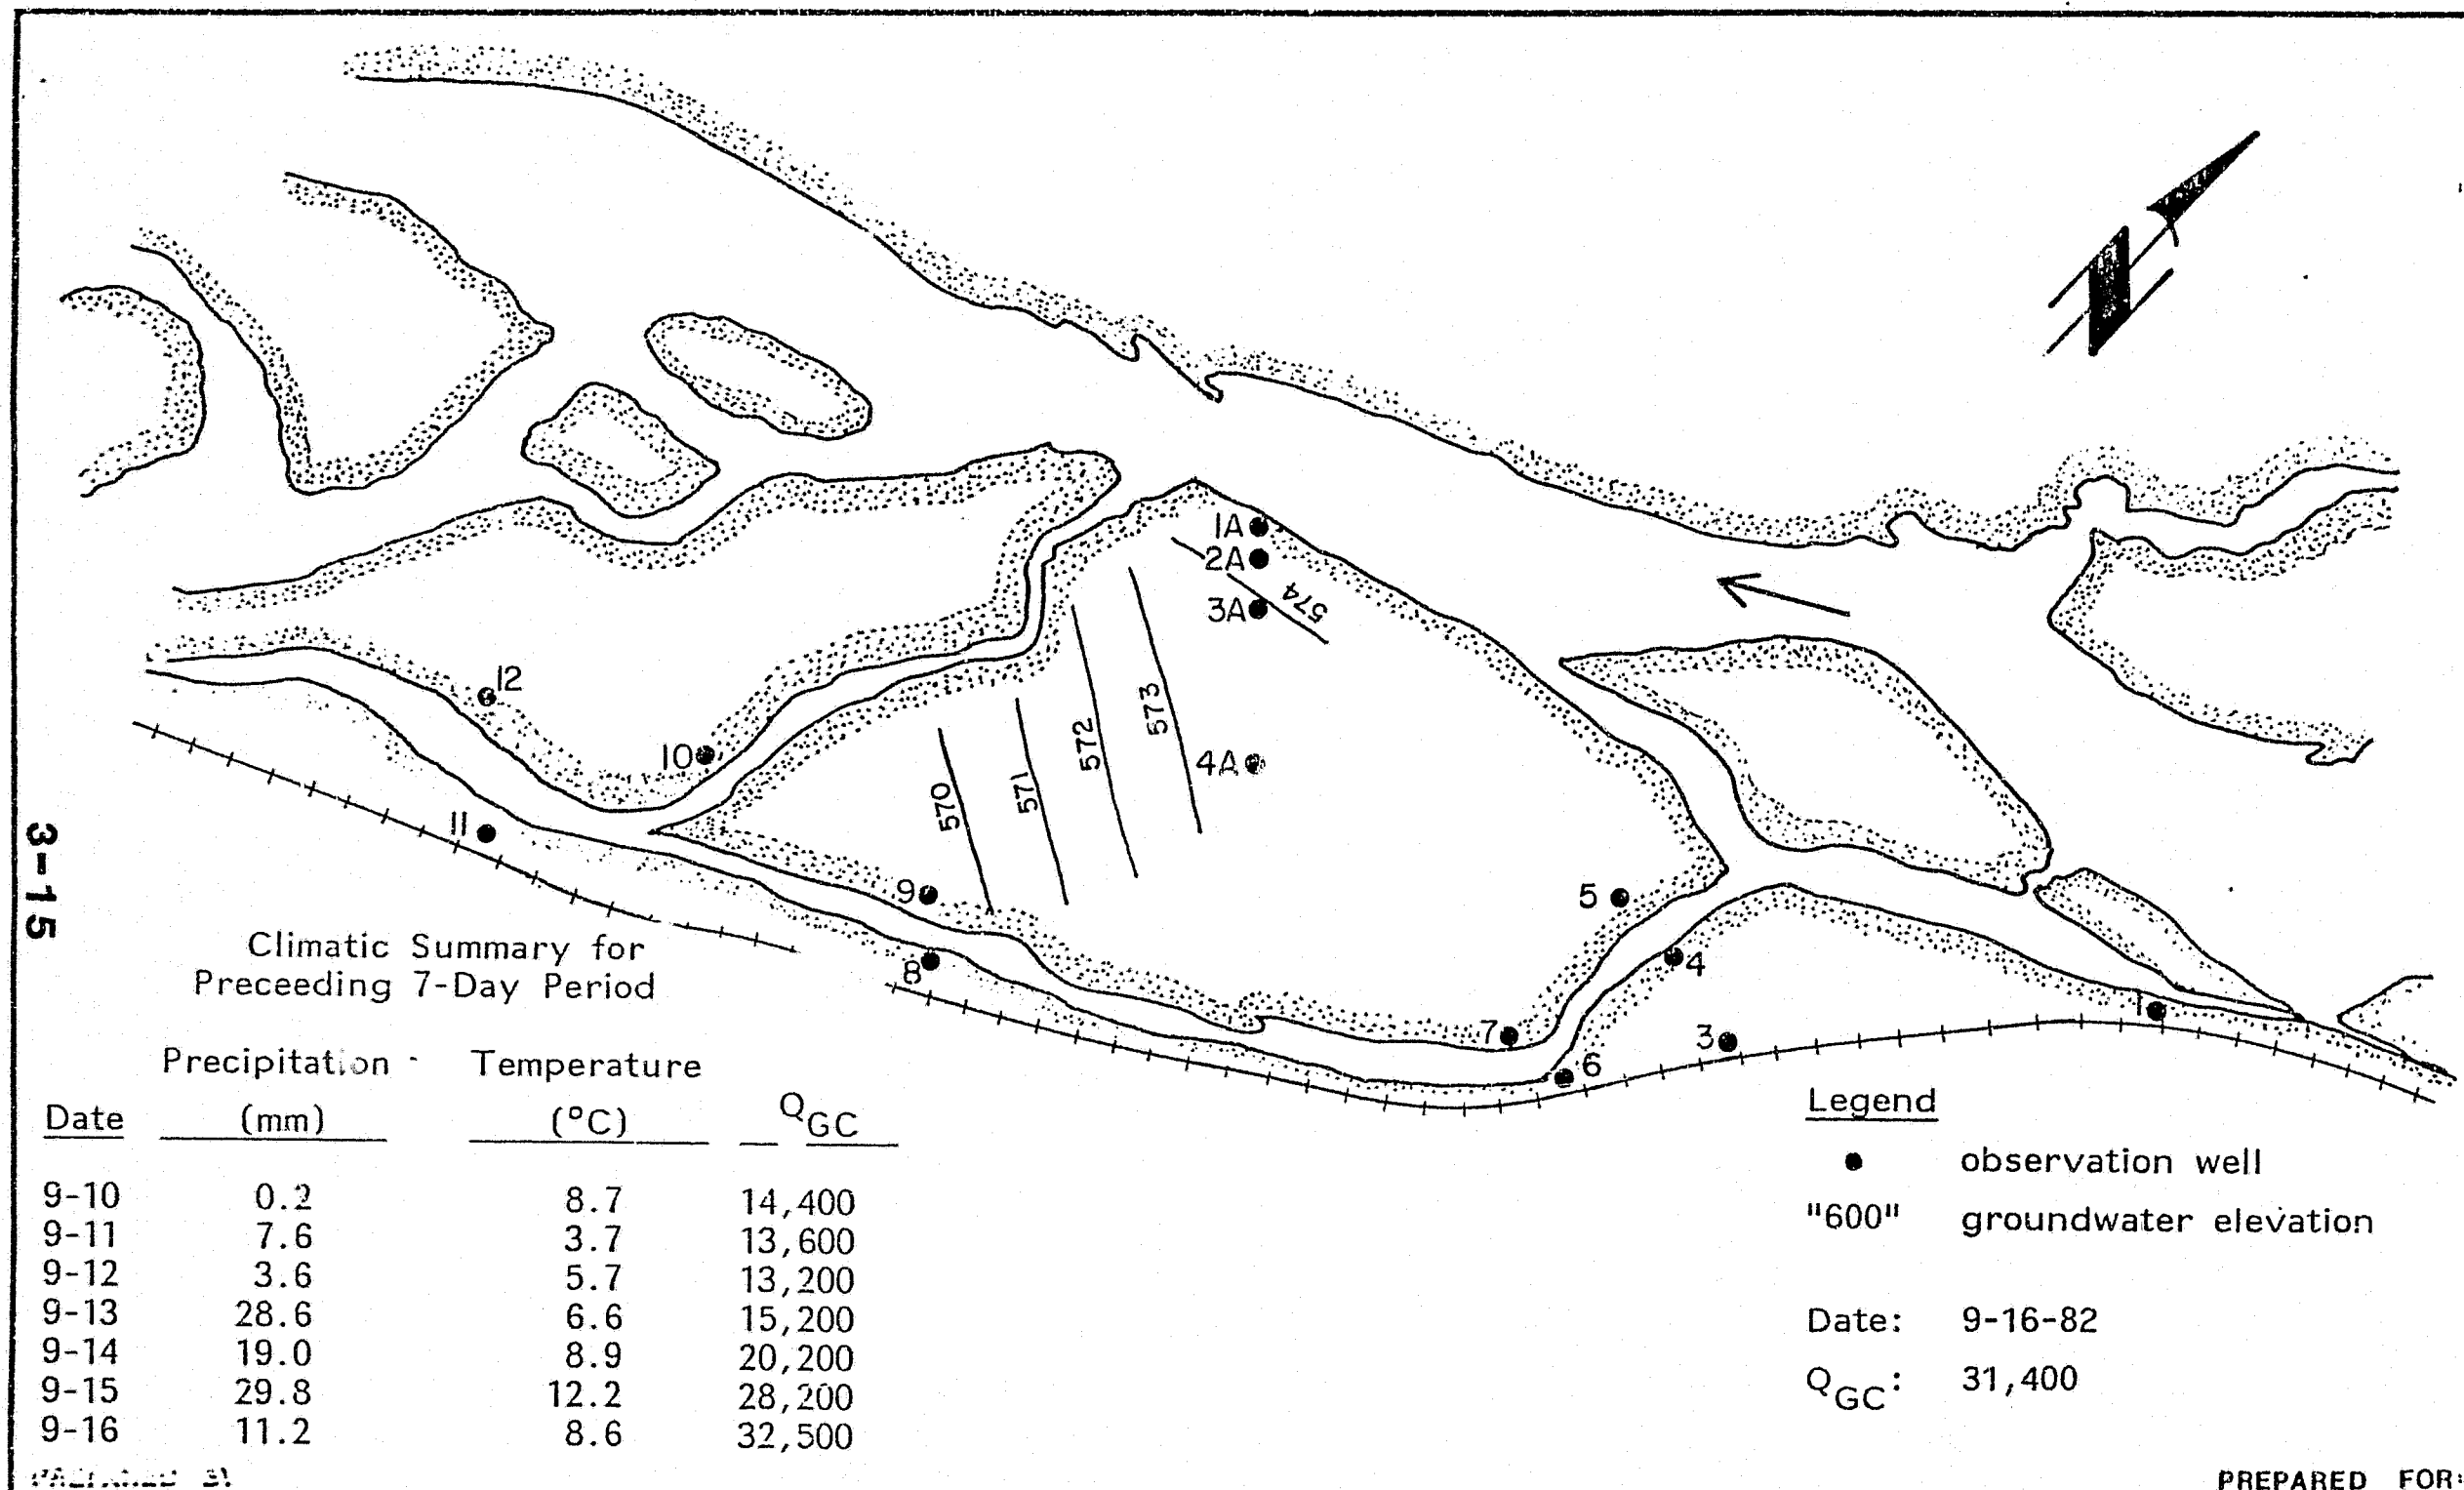 1A
2A
574
3A
12
573
572
10
4A
571
570
11
9
5
8
4
1
7
3
6
3-15
Climatic Summary for
Preceeding 7-Day Period
Precipitation Temperature
Date (mm) (°C) QGC
9-10 0.2 8.7 14,400
9-11 7.6 3.7 13,600
9-12 3.6 5.7 13,200
9-13 28.6 6.6 15,200
9-14 19.0 8.9 20,200
9-15 29.8 12.2 28,200
9-16 11.2 8.6 32,500
Legend
observation well
"600" groundwater elevation
Date: 9-16-82
QGC: 31,400
PREPARED FOR: